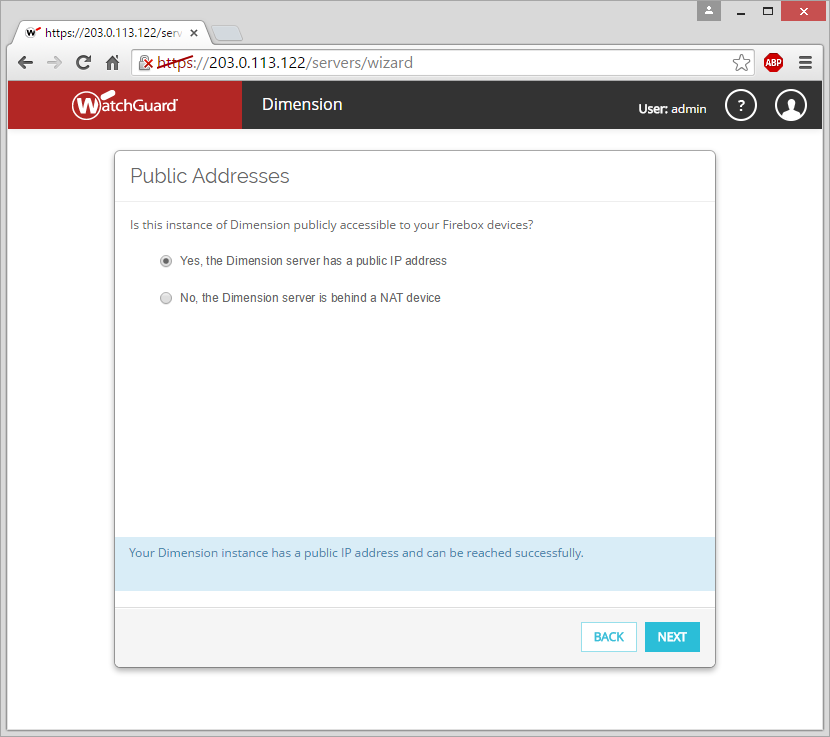 https://203.0.113.122/serv
https://203.0.113.122/servers/wizard
ABP
WatchGuard
Dimension
User: admin
?
Public Addresses
Is this instance of Dimension publicly accessible to your Firebox devices?
Yes, the Dimension server has a public IP address
No, the Dimension server is behind a NAT device
Your Dimension instance has a public IP address and can be reached successfully.
BACK
NEXT